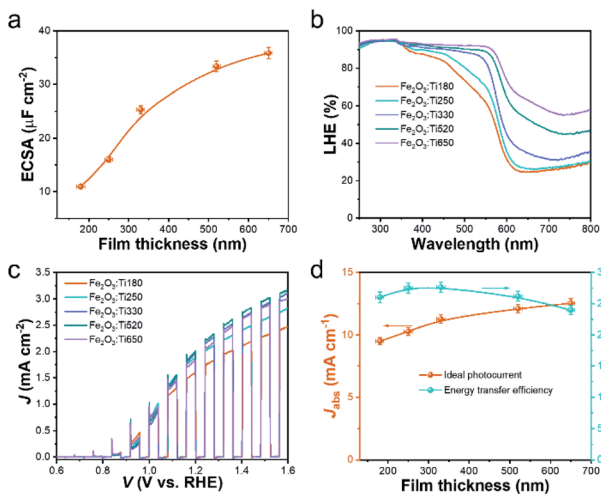 a
ECSA (μF cm⁻²)
40
30
20
10
200 300 400 500 600 700
Film thickness (nm)
b
LHE (%)
100
80
60
40
20
0
Fe₂O₃:Ti180
Fe₂O₃:Ti250
Fe₂O₃:Ti330
Fe₂O₃:Ti520
Fe₂O₃:Ti650
300 400 500 600 700 800
Wavelength (nm)
c
J (mA cm⁻²)
3.5
3.0
2.5
2.0
1.5
1.0
0.5
0.0
Fe₂O₃:Ti180
Fe₂O₃:Ti250
Fe₂O₃:Ti330
Fe₂O₃:Ti520
Fe₂O₃:Ti650
0.6 0.8 1.0 1.2 1.4 1.6
V (V vs. RHE)
d
J_abs (mA cm⁻¹)
15
10
5
0
Ideal photocurrent
Energy transfer efficiency
200 300 400 500 600 700
Film thickness (nm)